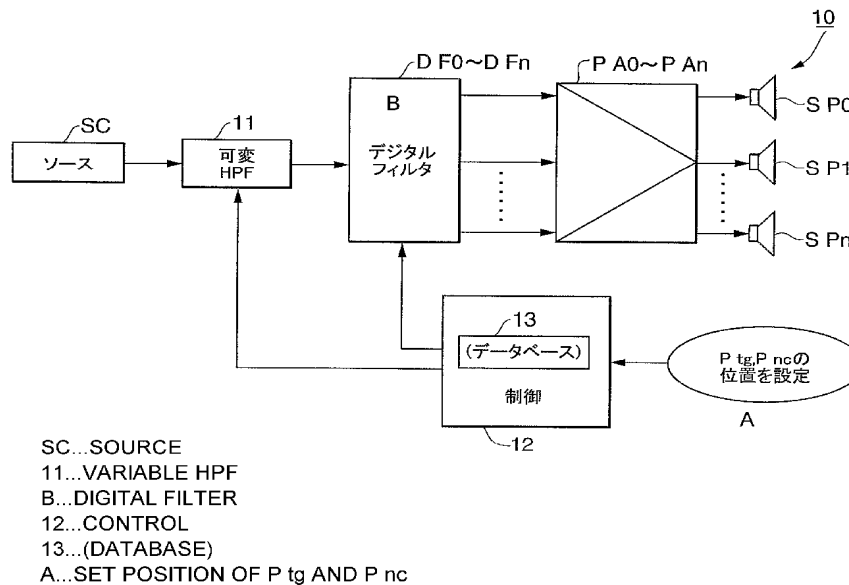 10
D F0～D Fn
P A0～P An
B
S P0
SC
11
ソース
可変
HPF
デジタル
フィルタ
S P1
S Pn
13
(データベース)
制御
P tg,P ncの
位置を設定
12
A
SC...SOURCE
11...VARIABLE HPF
B...DIGITAL FILTER
12...CONTROL
13...(DATABASE)
A...SET POSITION OF P tg AND P nc